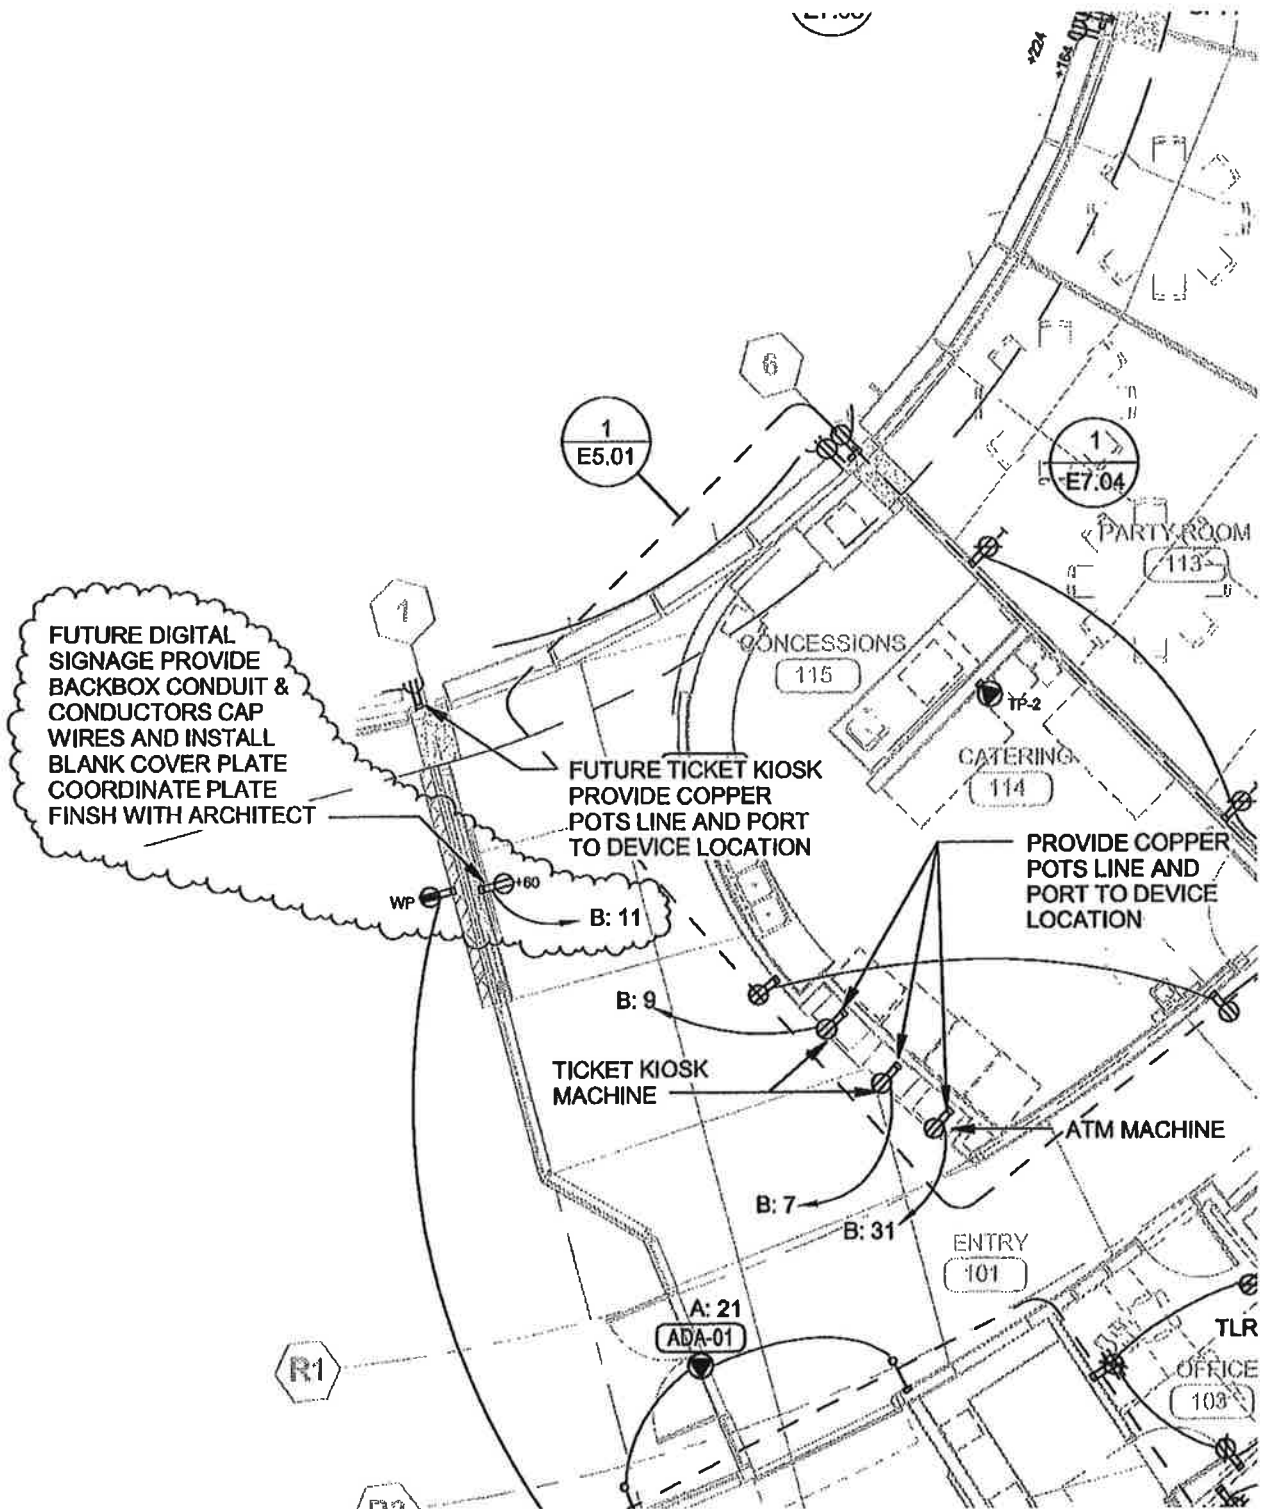 +224
+164
6
1
E5.01
1
E7.04
PARTY ROOM
113
1
FUTURE DIGITAL
SIGNAGE PROVIDE
BACKBOX CONDUIT &
CONDUCTORS CAP
WIRES AND INSTALL
BLANK COVER PLATE
COORDINATE PLATE
FINSH WITH ARCHITECT
CONCESSIONS
115
TP-2
CATERING
114
FUTURE TICKET KIOSK
PROVIDE COPPER
POTS LINE AND PORT
TO DEVICE LOCATION
PROVIDE COPPER
POTS LINE AND
PORT TO DEVICE
LOCATION
WP
+60
B: 11
B: 9
TICKET KIOSK
MACHINE
ATM MACHINE
B: 7
B: 31
ENTRY
101
A: 21
ADA-01
R1
TLR
OFFICE
103